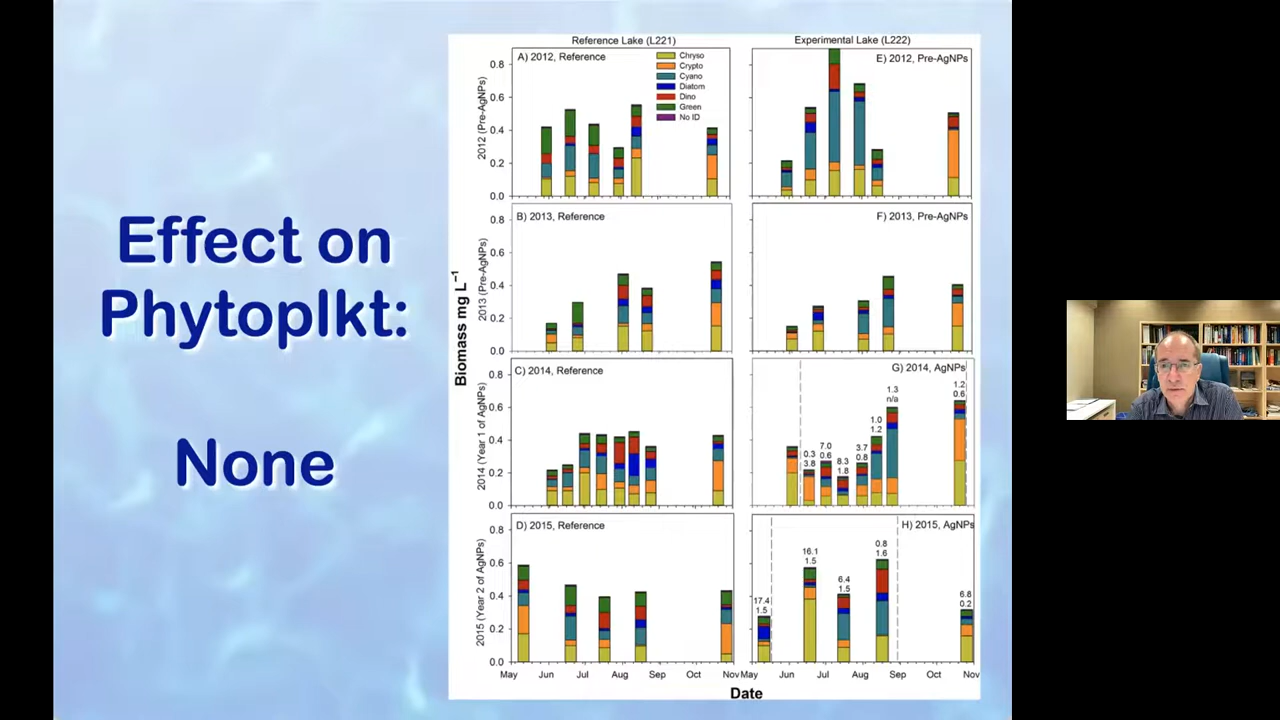 Effect on
Phytoplkt:
None
Reference Lake (L221)
Experimental Lake (L222)
A) 2012, Reference
Chryso
Crypto
Cyano
Diatom
Dino
Green
No ID
E) 2012, Pre-AgNPs
2012 (Pre-AgNPs)
0.8
0.6
0.4
0.2
0.0
B) 2013, Reference
F) 2013, Pre-AgNPs
2013 (Pre-AgNPs)
0.8
0.6
0.4
0.2
0.0
Biomass mg L⁻¹
C) 2014, Reference
G) 2014, AgNPs
2014 (Year 1 of AgNPs)
0.8
0.6
0.4
0.2
0.0
0.3
3.8
7.0
0.6
8.3
1.8
3.7
0.8
1.0
1.2
1.3
n/a
1.2
0.6
D) 2015, Reference
H) 2015, AgNPs
2015 (Year 2 of AgNPs)
0.8
0.6
0.4
0.2
0.0
17.4
1.5
16.1
1.5
6.4
1.5
0.8
1.6
6.8
0.2
May Jun Jul Aug Sep Oct Nov May Jun Jul Aug Sep Oct Nov
Date